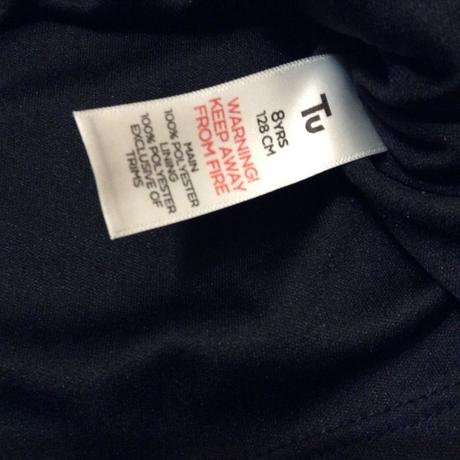 Tu
8YRS
128 CM
WARNING!
KEEP AWAY
FROM FIRE
MAIN
100% POLYESTER
LINING
100% POLYESTER
EXCLUSIVE OF
TRIMS